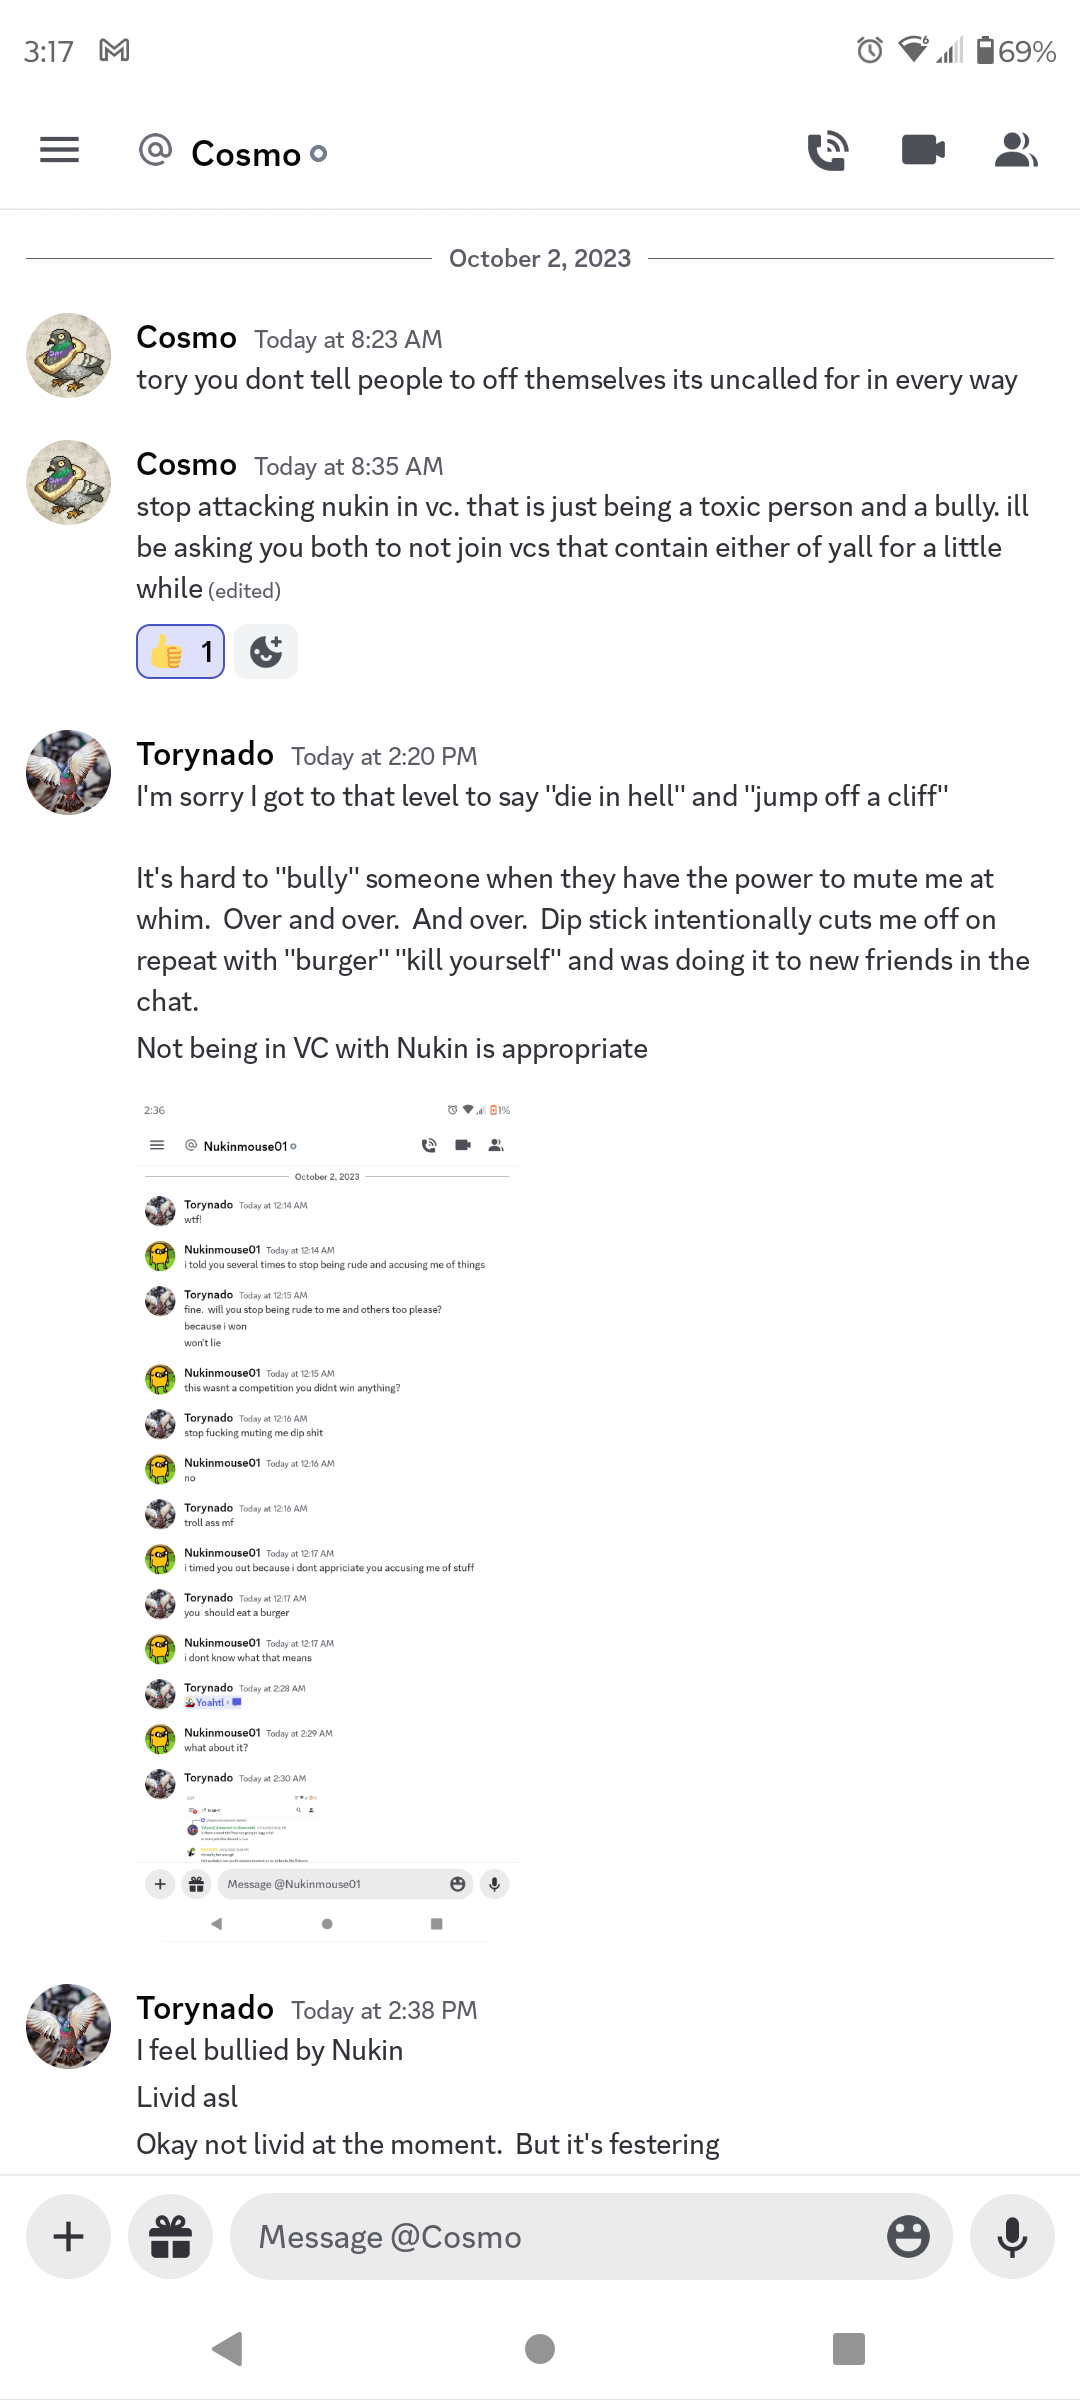 3:17
69%
@ Cosmo
October 2, 2023
Cosmo Today at 8:23 AM
tory you dont tell people to off themselves its uncalled for in every way
Cosmo Today at 8:35 AM
stop attacking nukin in vc. that is just being a toxic person and a bully. ill
be asking you both to not join vcs that contain either of yall for a little
while (edited)
1
Torynado Today at 2:20 PM
I'm sorry I got to that level to say "die in hell" and "jump off a cliff"
It's hard to "bully" someone when they have the power to mute me at
whim.  Over and over.  And over.  Dip stick intentionally cuts me off on
repeat with "burger" "kill yourself" and was doing it to new friends in the
chat.
Not being in VC with Nukin is appropriate
2:36
1%
@ Nukinmouse01
October 2, 2023
Torynado Today at 12:14 AM
wtf!
Nukinmouse01 Today at 12:14 AM
i told you several times to stop being rude and accusing me of things
Torynado Today at 12:15 AM
fine.  will you stop being rude to me and others too please?
because i won
won't lie
Nukinmouse01 Today at 12:15 AM
this wasnt a competition you didnt win anything?
Torynado Today at 12:16 AM
stop fucking muting me dip shit
Nukinmouse01 Today at 12:16 AM
no
Torynado Today at 12:16 AM
troll ass mf
Nukinmouse01 Today at 12:17 AM
i timed you out because i dont appriciate you accusing me of stuff
Torynado Today at 12:17 AM
you  should eat a burger
Nukinmouse01 Today at 12:17 AM
i dont know what that means
Torynado Today at 2:28 AM
Yoahtl ›
Nukinmouse01 Today at 2:29 AM
what about it?
Torynado Today at 2:30 AM
Message @Nukinmouse01
Torynado Today at 2:38 PM
I feel bullied by Nukin
Livid asl
Okay not livid at the moment.  But it's festering
Message @Cosmo